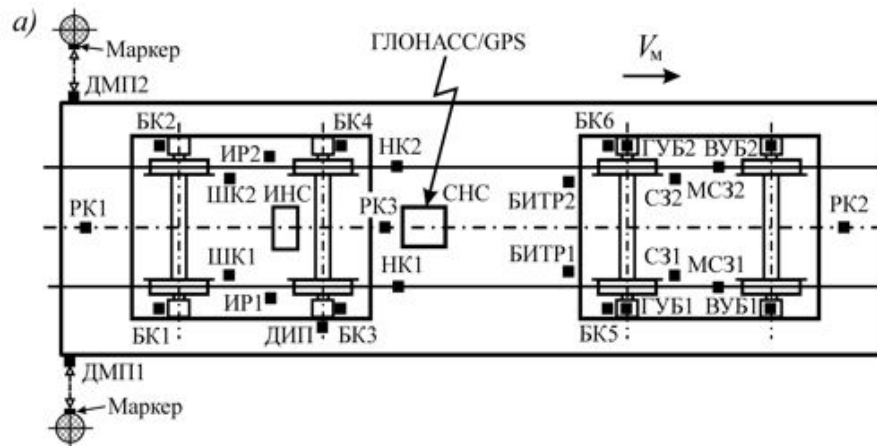 а)
Маркер
ГЛОНАСС/GPS
Vм
ДМП2
БК2
БК4
БК6
ИР2
НК2
ГУБ2
ВУБ2
ШК2
ИНС
СНС
БИТР2
СЗ2
МСЗ2
РК1
РК3
РК2
ШК1
НК1
БИТР1
СЗ1
МСЗ1
ИР1
БК1
ДИП
БК3
БК5
ГУБ1
ВУБ1
ДМП1
Маркер